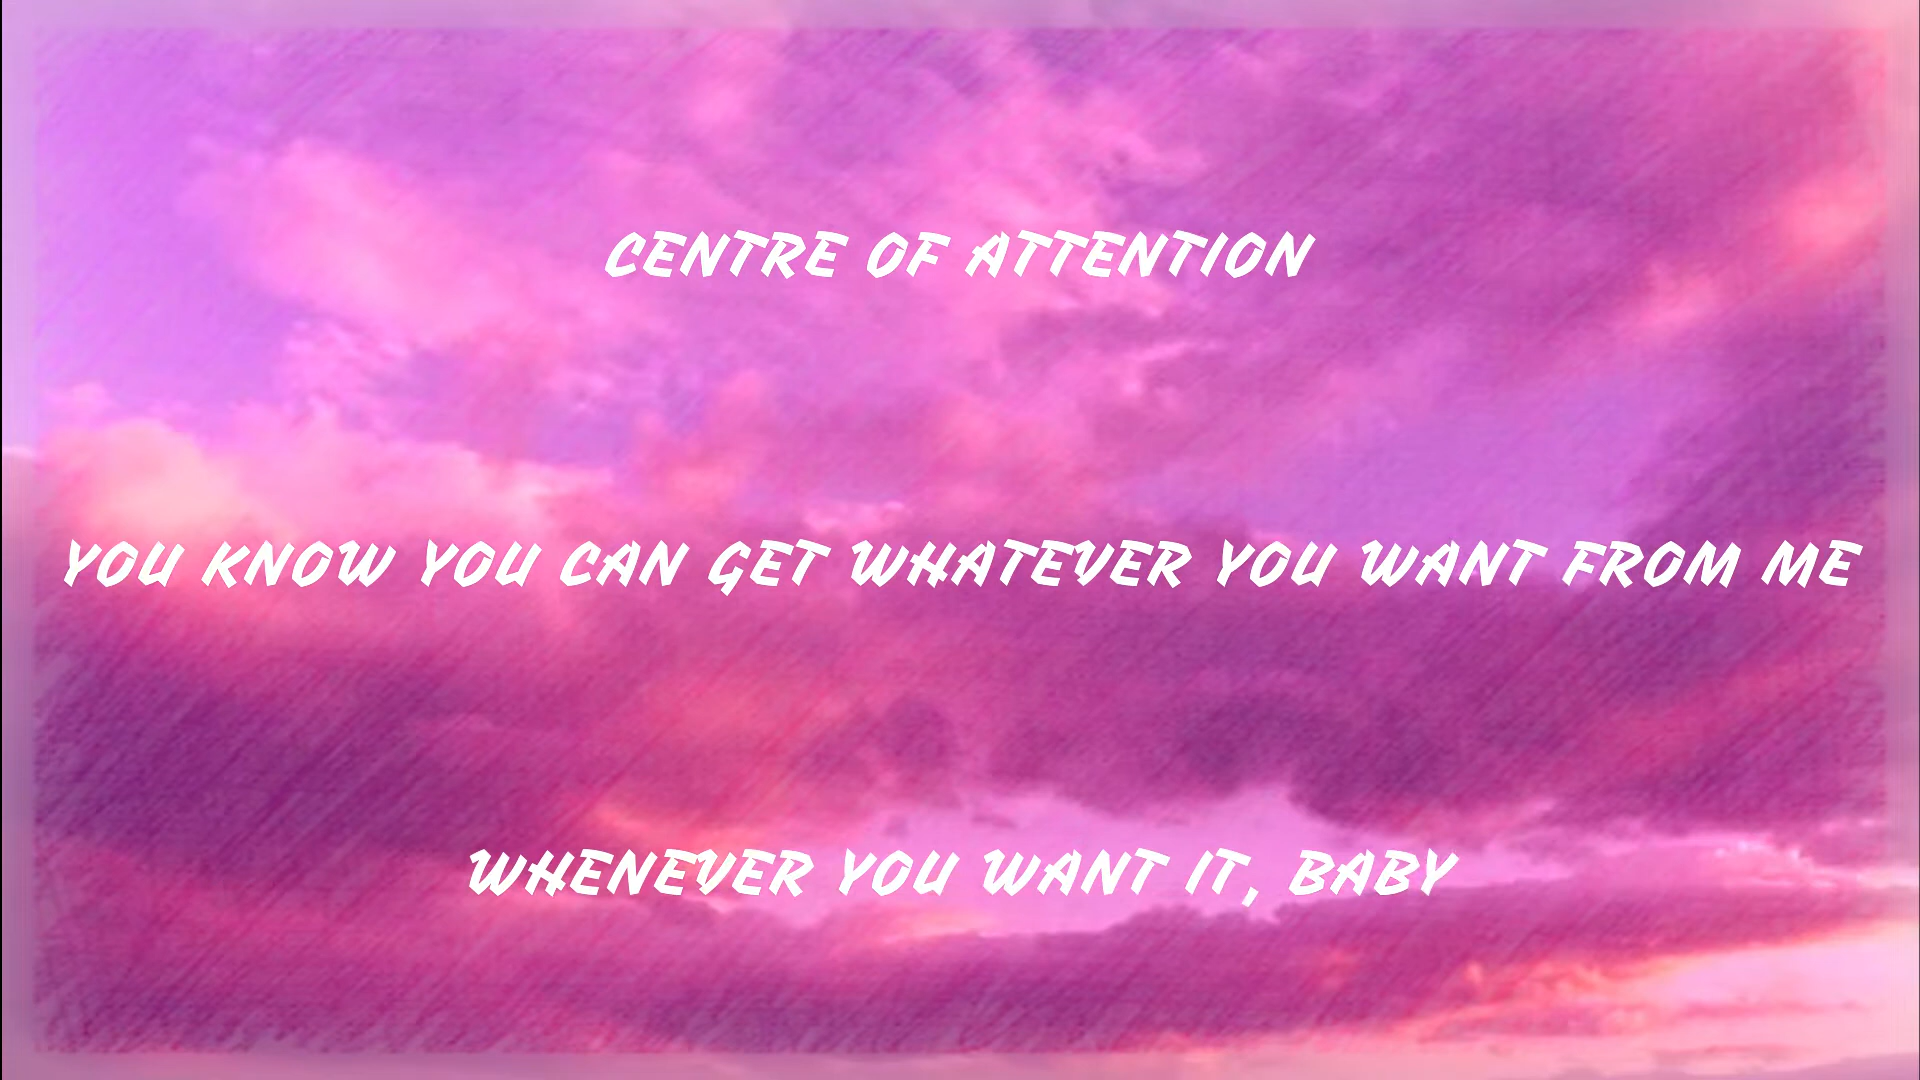 CENTRE OF ATTENTION
YOU KNOW YOU CAN GET WHATEVER YOU WANT FROM ME
WHENEVER YOU WANT IT, BABY